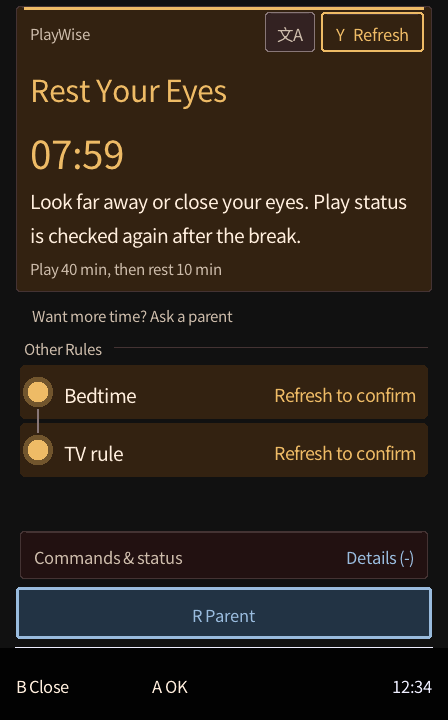 PlayWise
文A
Y Refresh
Rest Your Eyes
07:59
Look far away or close your eyes. Play status
is checked again after the break.
Play 40 min, then rest 10 min
Want more time? Ask a parent
Other Rules
Bedtime Refresh to confirm
TV rule Refresh to confirm
Commands & status Details (-)
R Parent
B Close A OK 12:34